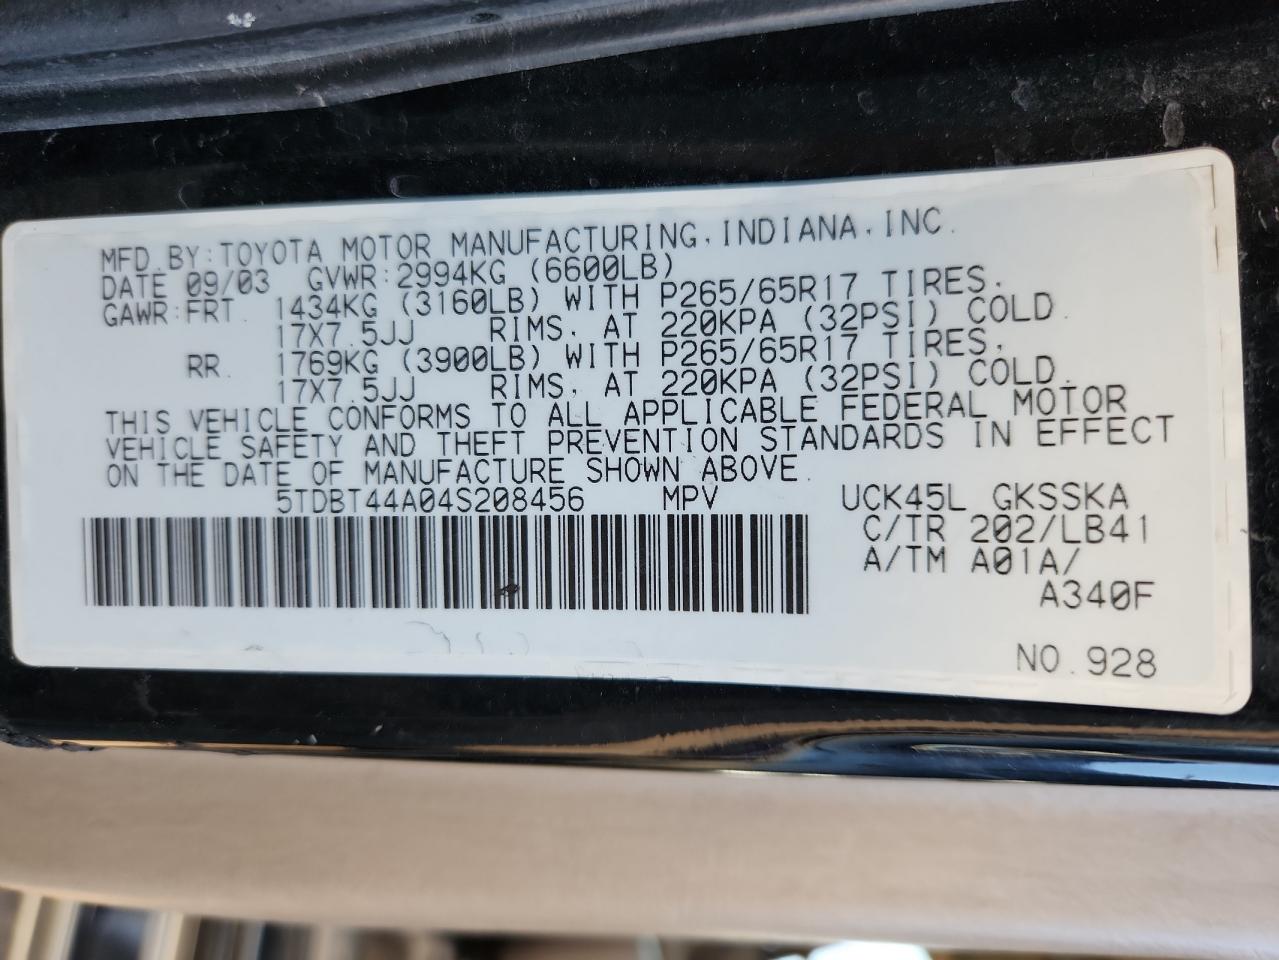 MFD BY:TOYOTA MOTOR MANUFACTURING,INDIANA,INC.
DATE 09/03 GVWR:2994KG (6600LB)
GAWR:FRT. 1434KG (3160LB) WITH P265/65R17 TIRES,
17X7.5JJ RIMS, AT 220KPA (32PSI) COLD.
RR. 1769KG (3900LB) WITH P265/65R17 TIRES,
17X7.5JJ RIMS, AT 220KPA (32PSI) COLD.
THIS VEHICLE CONFORMS TO ALL APPLICABLE FEDERAL MOTOR
VEHICLE SAFETY AND THEFT PREVENTION STANDARDS IN EFFECT
ON THE DATE OF MANUFACTURE SHOWN ABOVE.
5TDBT44A04S208456 MPV UCK45L GKSSKA
C/TR 202/LB41
A/TM A01A/
A340F
NO.928